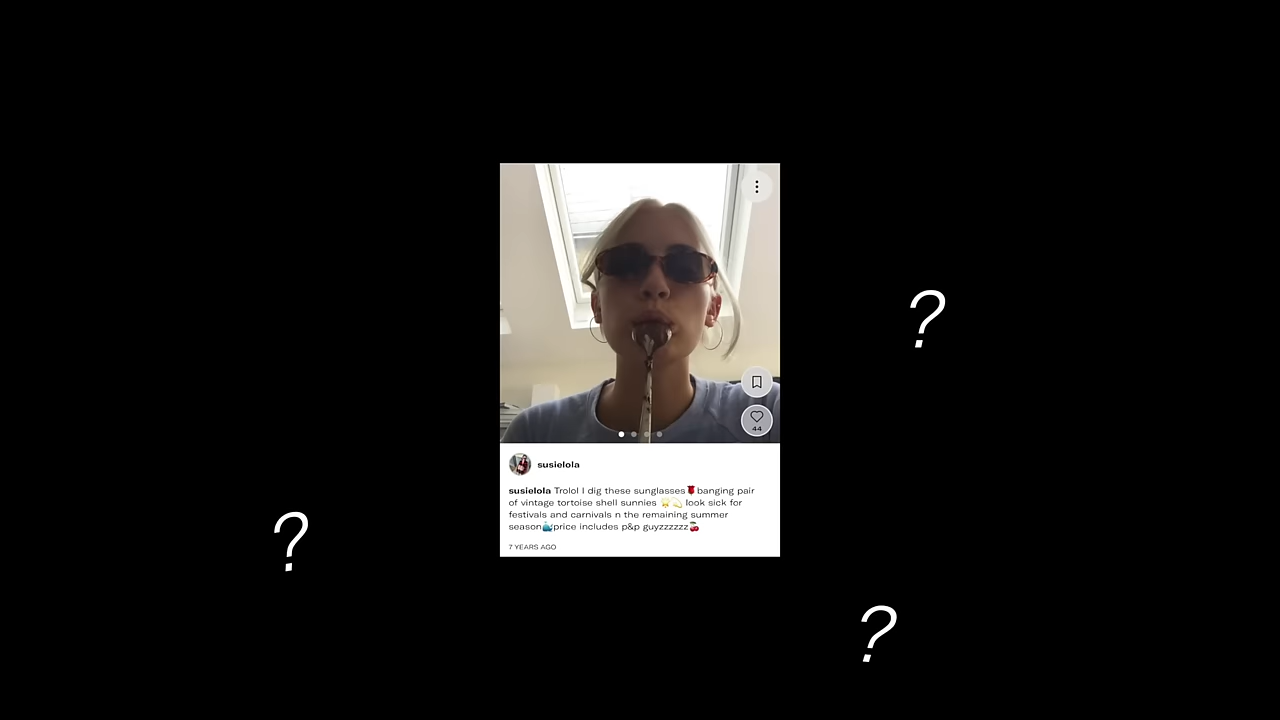 44
susielola
susielola Trolol I dig these sunglasses🌹banging pair
of vintage tortoise shell sunnies 🌟💫 look sick for
festivals and carnivals n the remaining summer
season🧞‍♂️price includes p&p guyzzzzzz🍒
7 YEARS AGO
?
?
?